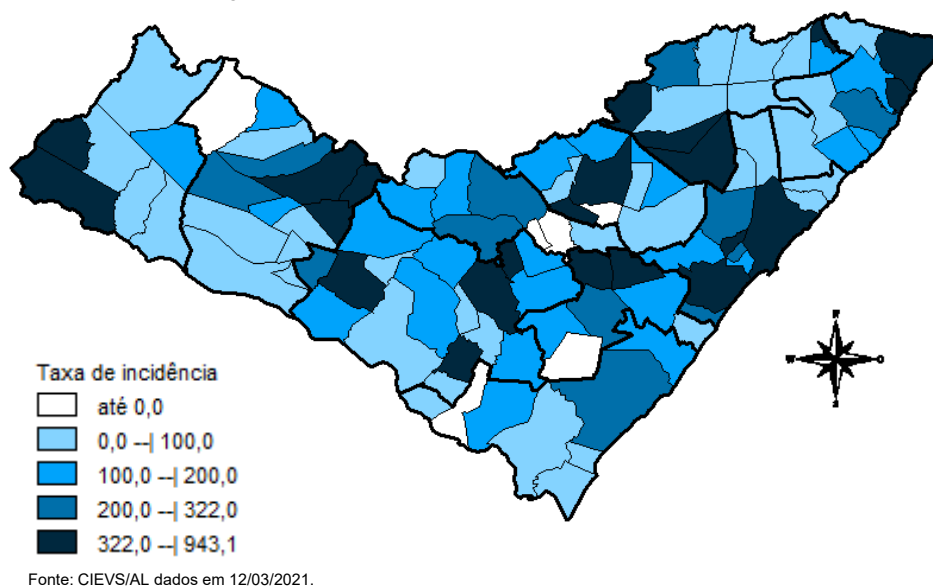 Taxa de incidência
até 0,0
0,0 --| 100,0
100,0 --| 200,0
200,0 --| 322,0
322,0 --| 943,1
N
W O
S
Fonte: CIEVS/AL dados em 12/03/2021.